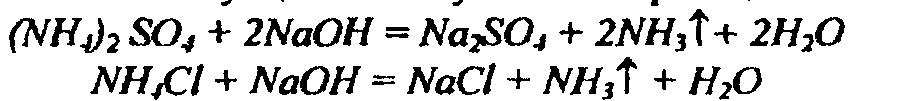 (NH₄)₂ SO₄ + 2NaOH = Na₂SO₄ + 2NH₃↑ + 2H₂O
NH₄Cl + NaOH = NaCl + NH₃↑ + H₂O